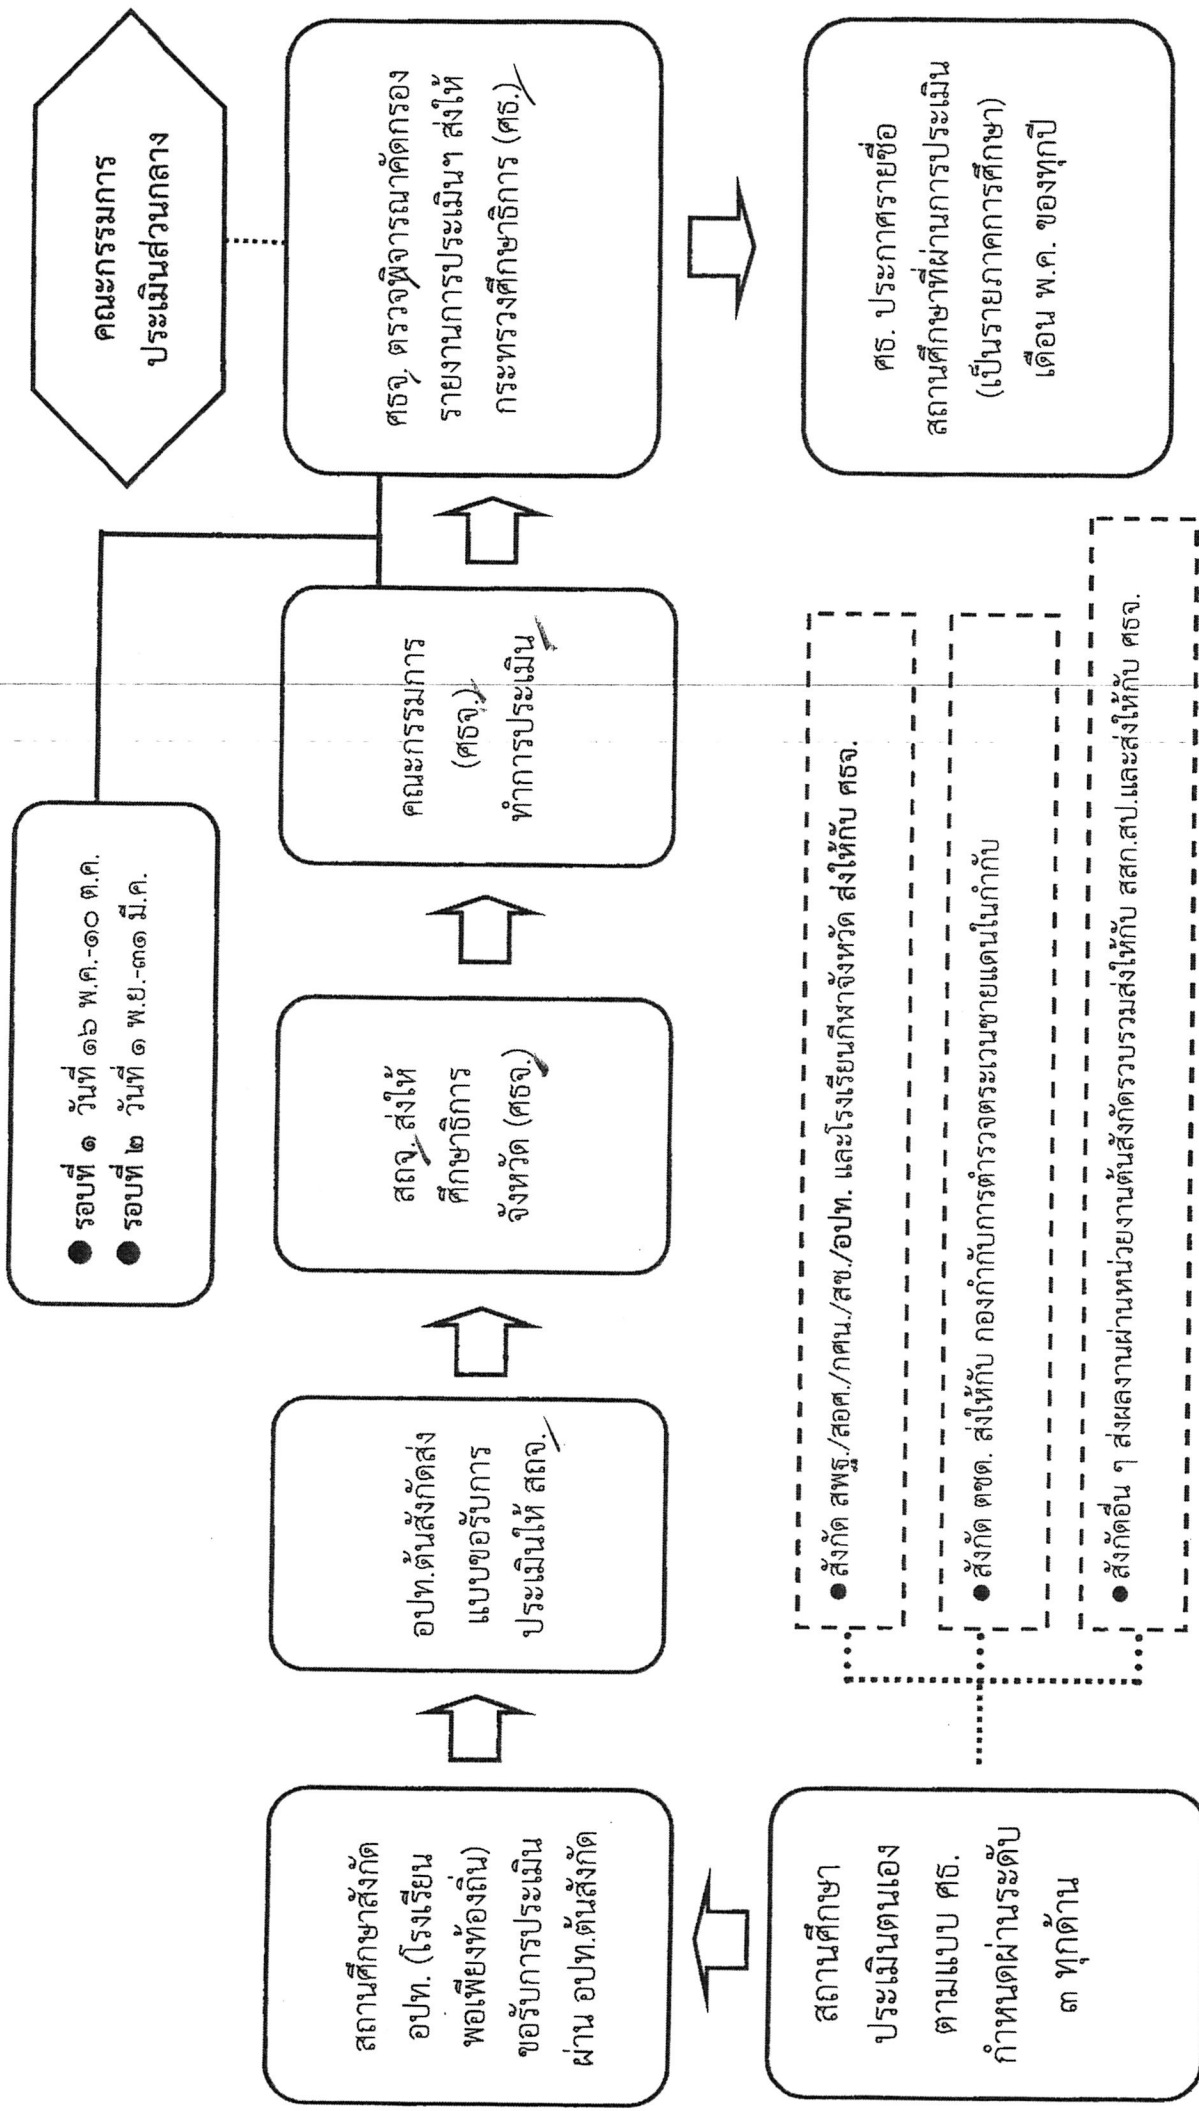 คณะกรรมการ
ประเมินส่วนกลาง
● รอบที่ ๑ วันที่ ๑๖ พ.ค.-๑๐ ต.ค.
● รอบที่ ๒ วันที่ ๑ พ.ย.-๓๑ มี.ค.
สถานศึกษาสังกัด
อปท. (โรงเรียน
พอเพียงท้องถิ่น)
ขอรับการประเมิน
ผ่าน อปท.ต้นสังกัด
อปท.ต้นสังกัดส่ง
แบบขอรับการ
ประเมินให้ สถจ.
สถจ. ส่งให้
ศึกษาธิการ
จังหวัด (ศธจ.)
คณะกรรมการ
(ศธจ.)
ทำการประเมิน
ศธจ. ตรวจพิจารณาคัดกรอง
รายงานการประเมินฯ ส่งให้
กระทรวงศึกษาธิการ (ศธ.)
สถานศึกษา
ประเมินตนเอง
ตามแบบ ศธ.
กำหนดผ่านระดับ
๓ ทุกด้าน
● สังกัด สพฐ./สอศ./กศน./สช./อปท. และโรงเรียนกีฬาจังหวัด ส่งให้กับ ศธจ.
● สังกัด ตชด. ส่งให้กับ กองกำกับการตำรวจตระเวนชายแดนในกำกับ
● สังกัดอื่น ๆ ส่งผลงานผ่านหน่วยงานต้นสังกัดรวบรวมส่งให้กับ สสก.สป.และส่งให้กับ ศธจ.
ศธ. ประกาศรายชื่อ
สถานศึกษาที่ผ่านการประเมิน
(เป็นรายภาคการศึกษา)
เดือน พ.ค. ของทุกปี